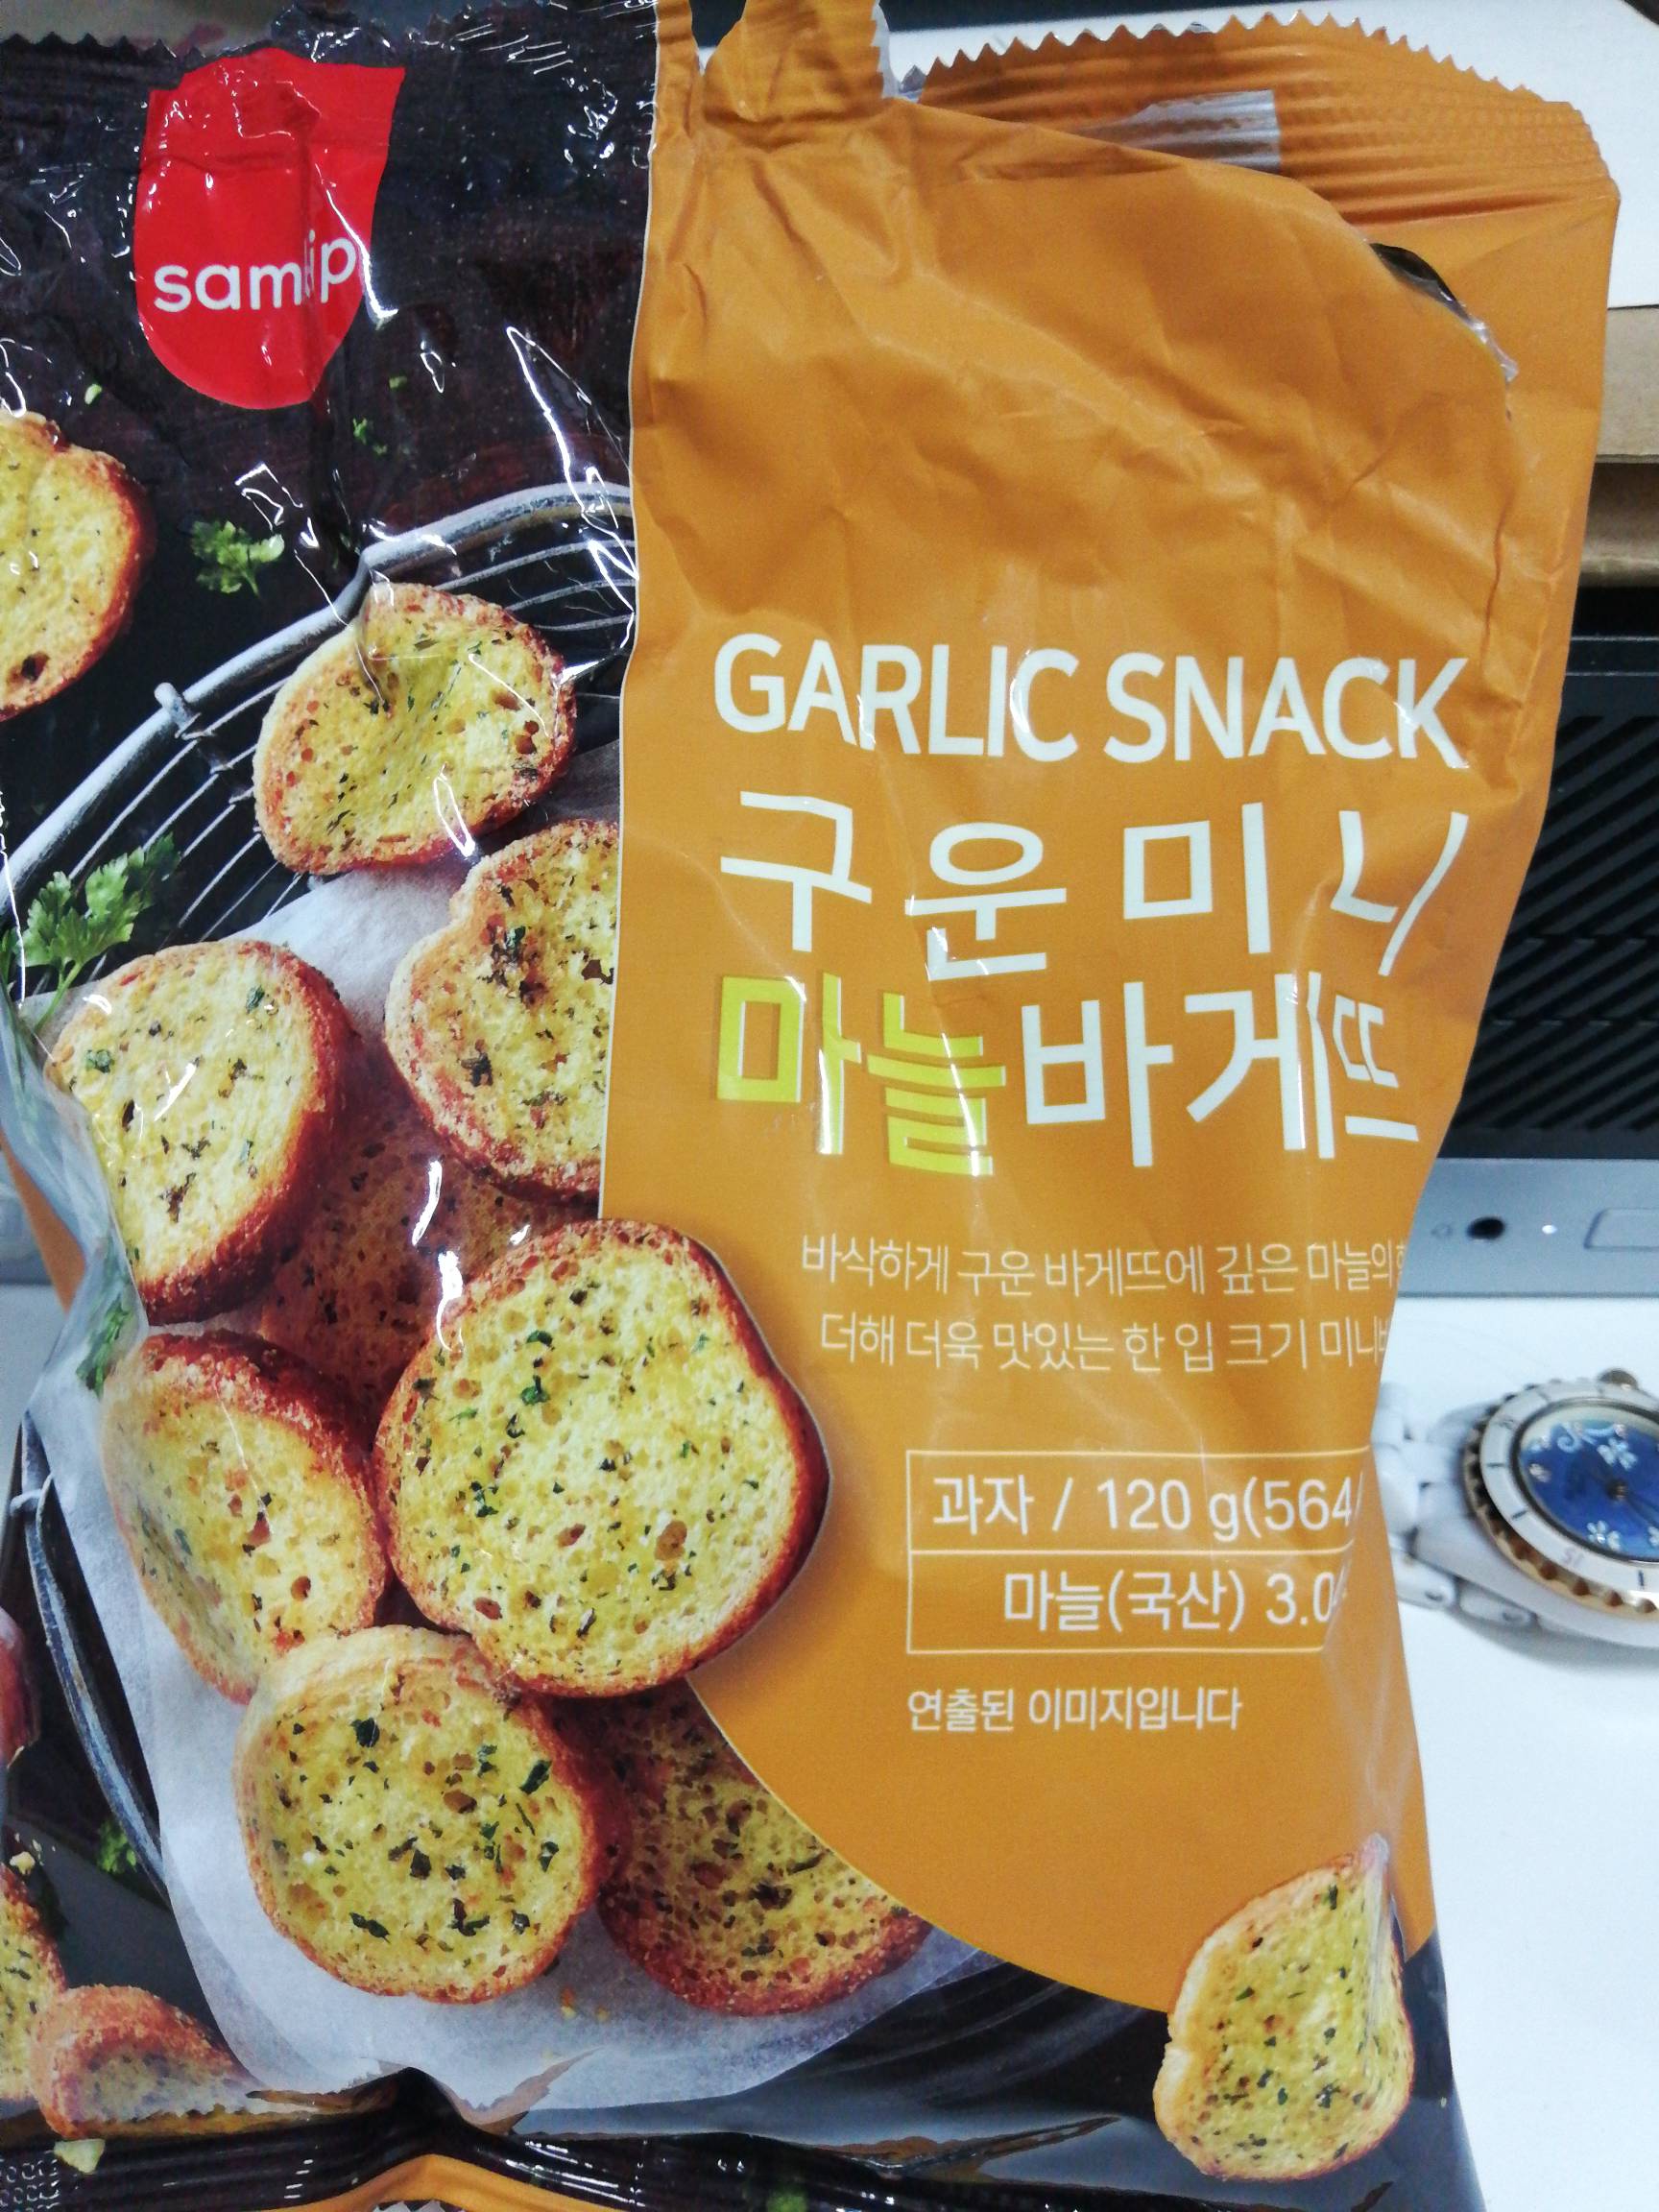 samlip
GARLIC SNACK
구운 미니
마늘바게뜨
바삭하게 구운 바게뜨에 깊은 마늘의
더해 더욱 맛있는 한 입 크기
과자 / 120 g(564
마늘(국산)
연출된 이미지입니다